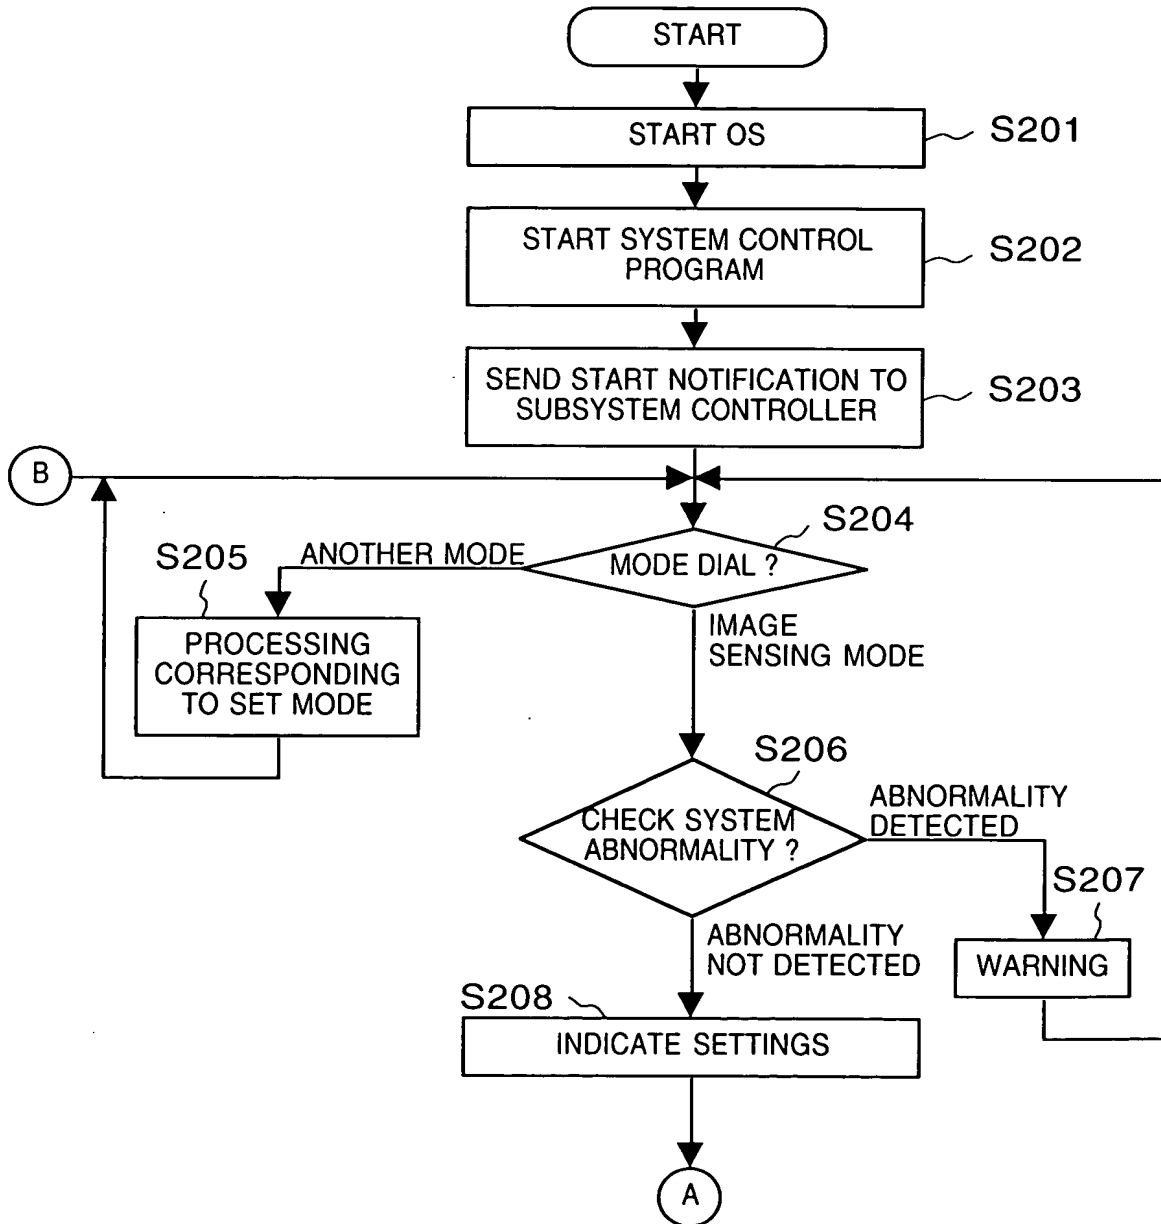 START
START OS
S201
START SYSTEM CONTROL
PROGRAM
S202
SEND START NOTIFICATION TO
SUBSYSTEM CONTROLLER
S203
B
S204
MODE DIAL ?
ANOTHER MODE
S205
PROCESSING
CORRESPONDING
TO SET MODE
IMAGE
SENSING MODE
S206
CHECK SYSTEM
ABNORMALITY ?
ABNORMALITY
DETECTED
S207
WARNING
ABNORMALITY
NOT DETECTED
S208
INDICATE SETTINGS
A